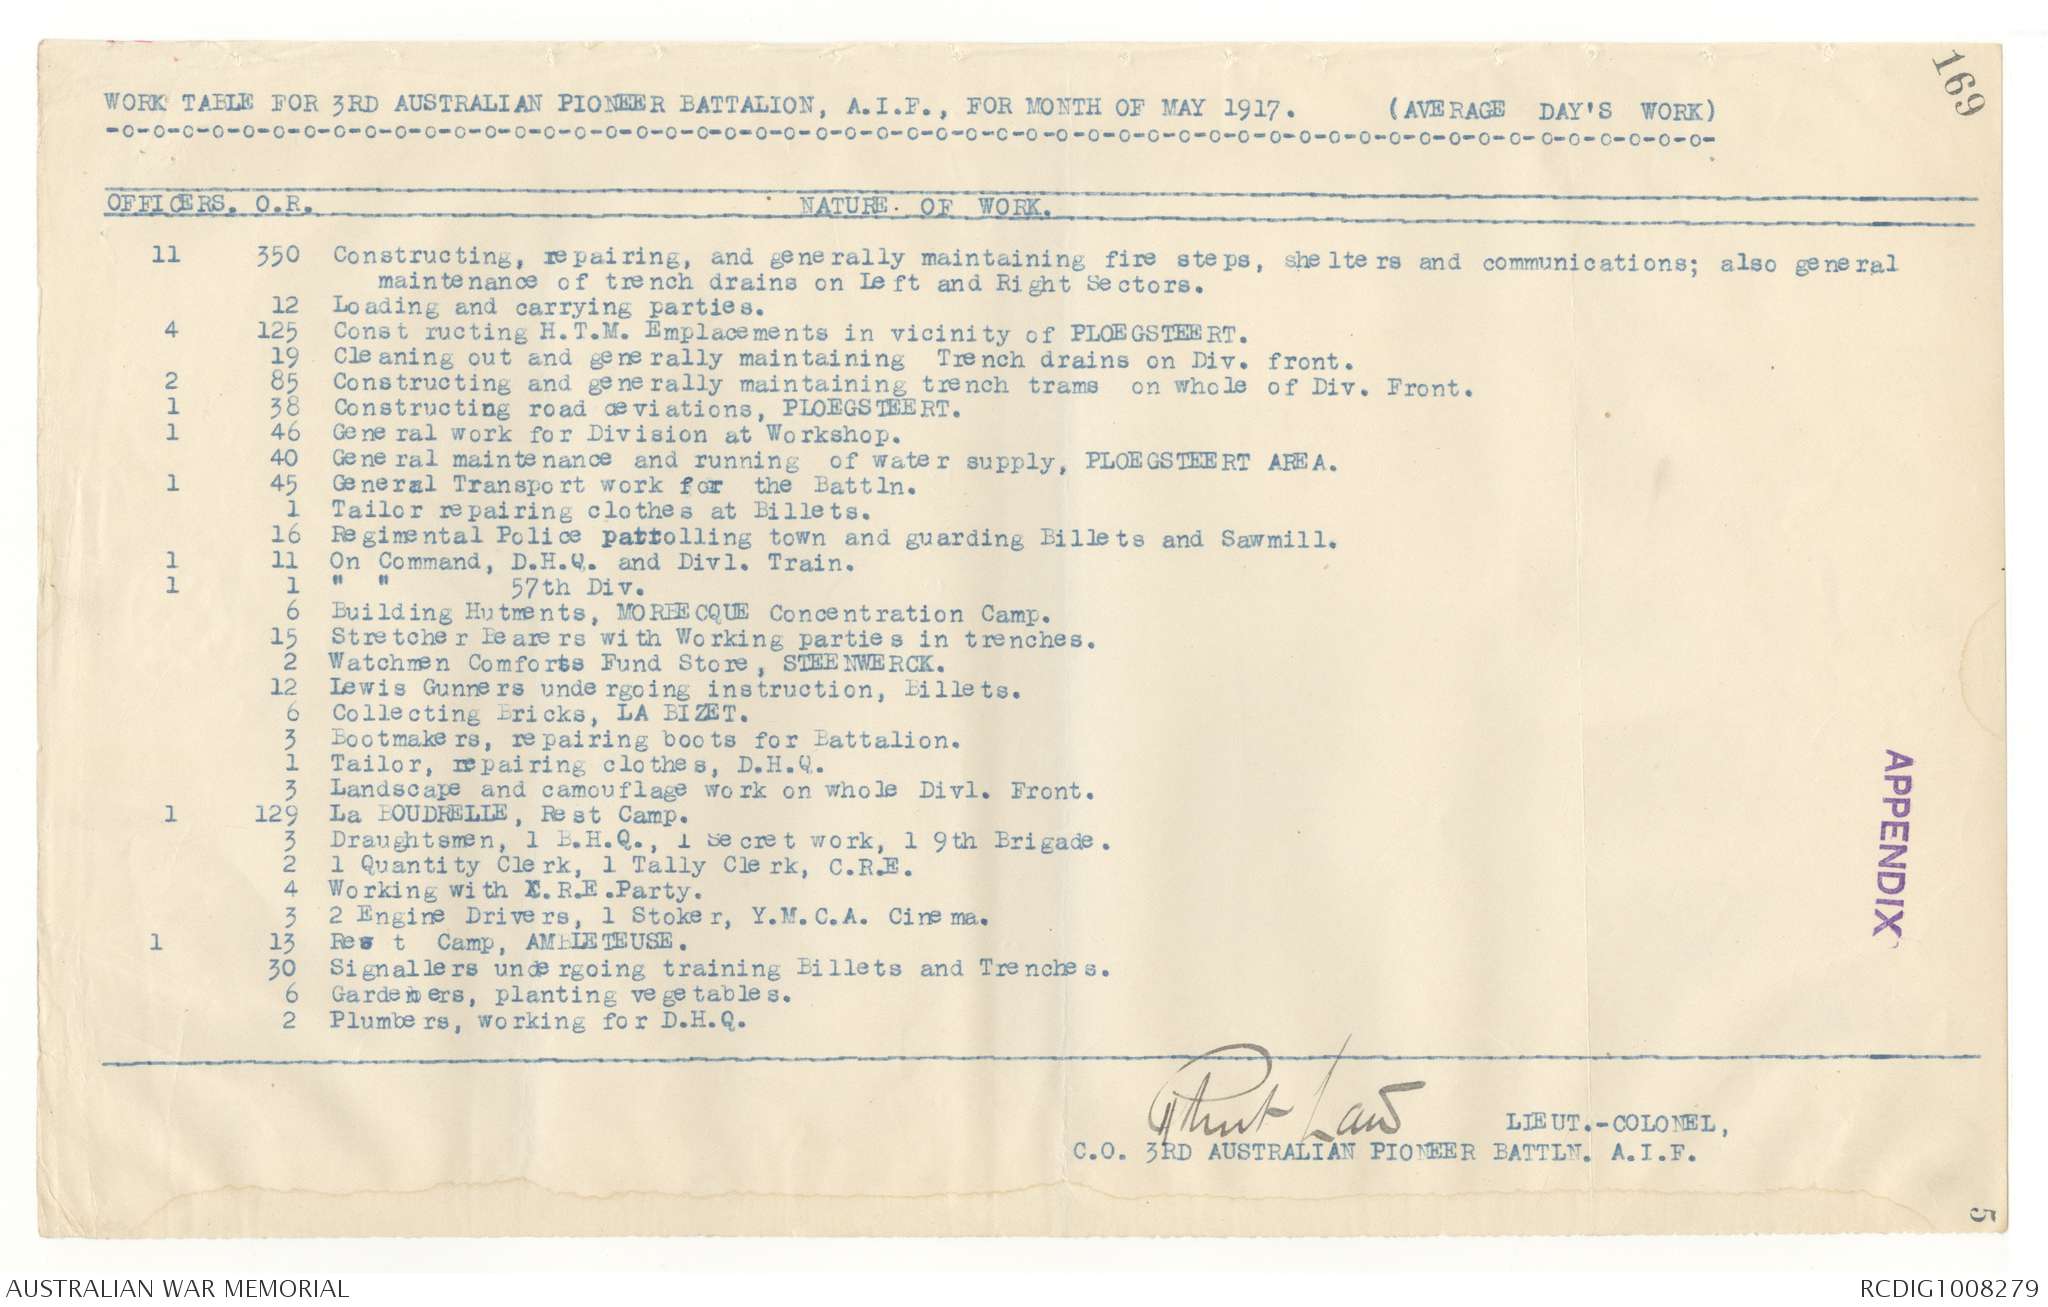 169
WORK TABLE FOR 3RD AUSTRALIAN PIONEER BATTALION, A.I.F., FOR MONTH OF MAY 1917. (AVERAGE DAY'S WORK)
-o-o-o-o-o-o-o-o-o-o-o-o-o-o-o-o-o-o-o-o-o-o-o-o-o-o-o-o-o-o-o-o-o-o-o-o-o-o-o-o-o-o-o-o-o-o-o-o-o-o-o-o-o-
OFFICERS. O.R. NATURE OF WORK.
11 350 Constructing, repairing, and generally maintaining fire steps, shelters and communications; also general
maintenance of trench drains on Left and Right Sectors.
12 Loading and carrying parties.
4 125 Const ructing H.T.M. Emplacements in vicinity of PLOEGSTEERT.
19 Cleaning out and generally maintaining Trench drains on Div. front.
2 85 Constructing and generally maintaining trench trams on whole of Div. Front.
1 38 Constructing road deviations, PLOEGSTEERT.
1 46 General work for Division at Workshop.
40 General maintenance and running of water supply, PLOEGSTEERT AREA.
1 45 General Transport work for the Battln.
1 Tailor repairing clothes at Billets.
16 Regimental Police patrolling town and guarding Billets and Sawmill.
1 11 On Command, D.H.Q. and Divl. Train.
1 1 " " 57th Div.
6 Building Hutments, MORBECQUE Concentration Camp.
15 Stretcher Bearers with Working parties in trenches.
2 Watchmen Comforts Fund Store, STEENWERCK.
12 Lewis Gunners undergoing instruction, Billets.
6 Collecting Bricks, LA BIZET.
3 Bootmakers, repairing boots for Battalion.
1 Tailor, repairing clothes, D.H.Q.
3 Landscape and camouflage work on whole Divl. Front.
1 129 La BOUDRELLE, Rest Camp.
3 Draughtsmen, 1 B.H.Q., 1 Secret work, 1 9th Brigade.
2 1 Quantity Clerk, 1 Tally Clerk, C.R.E.
4 Working with C.R.E.Party.
3 2 Engine Drivers, 1 Stoker, Y.M.C.A. Cinema.
1 13 Res t Camp, AMBLETEUSE.
30 Signallers undergoing training Billets and Trenches.
6 Gardeners, planting vegetables.
2 Plumbers, working for D.H.Q.
APPENDIX
Law LIEUT.-COLONEL,
C.O. 3RD AUSTRALIAN PIONEER BATTLN. A.I.F.
5
AUSTRALIAN WAR MEMORIAL RCDIG1008279